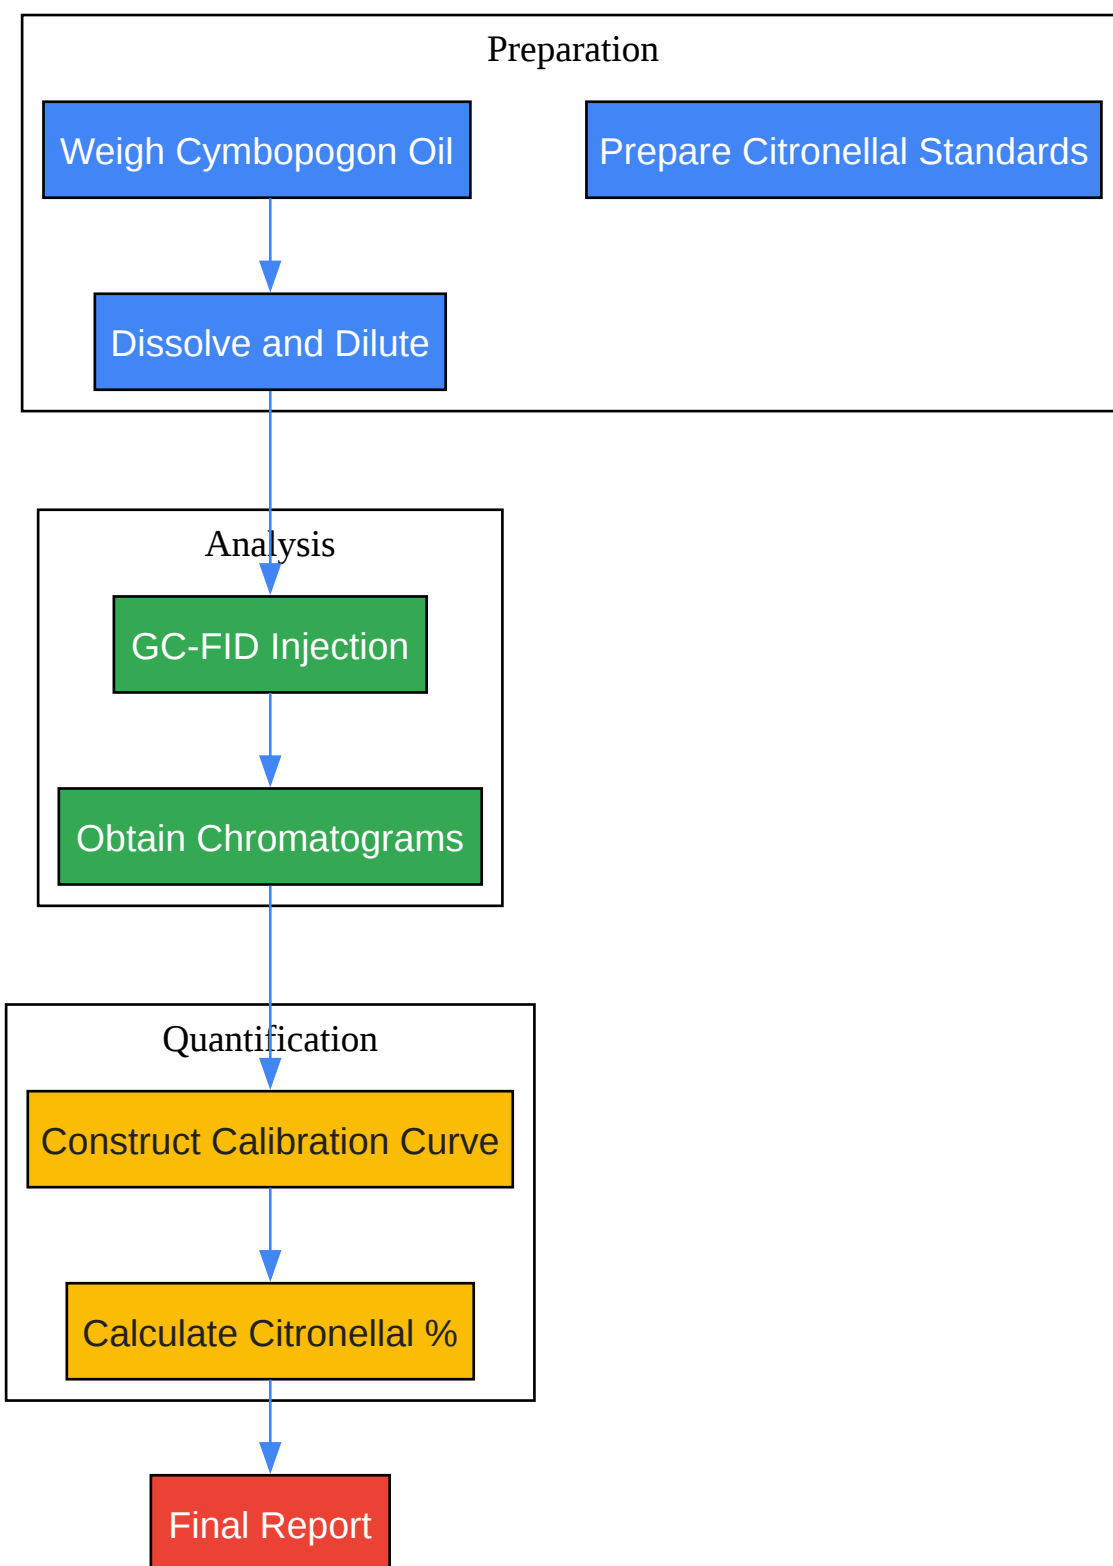 Preparation
Weigh Cymbopogon Oil
Prepare Citronellal Standards
Dissolve and Dilute
Analysis
GC-FID Injection
Obtain Chromatograms
Quantification
Construct Calibration Curve
Calculate Citronellal %
Final Report